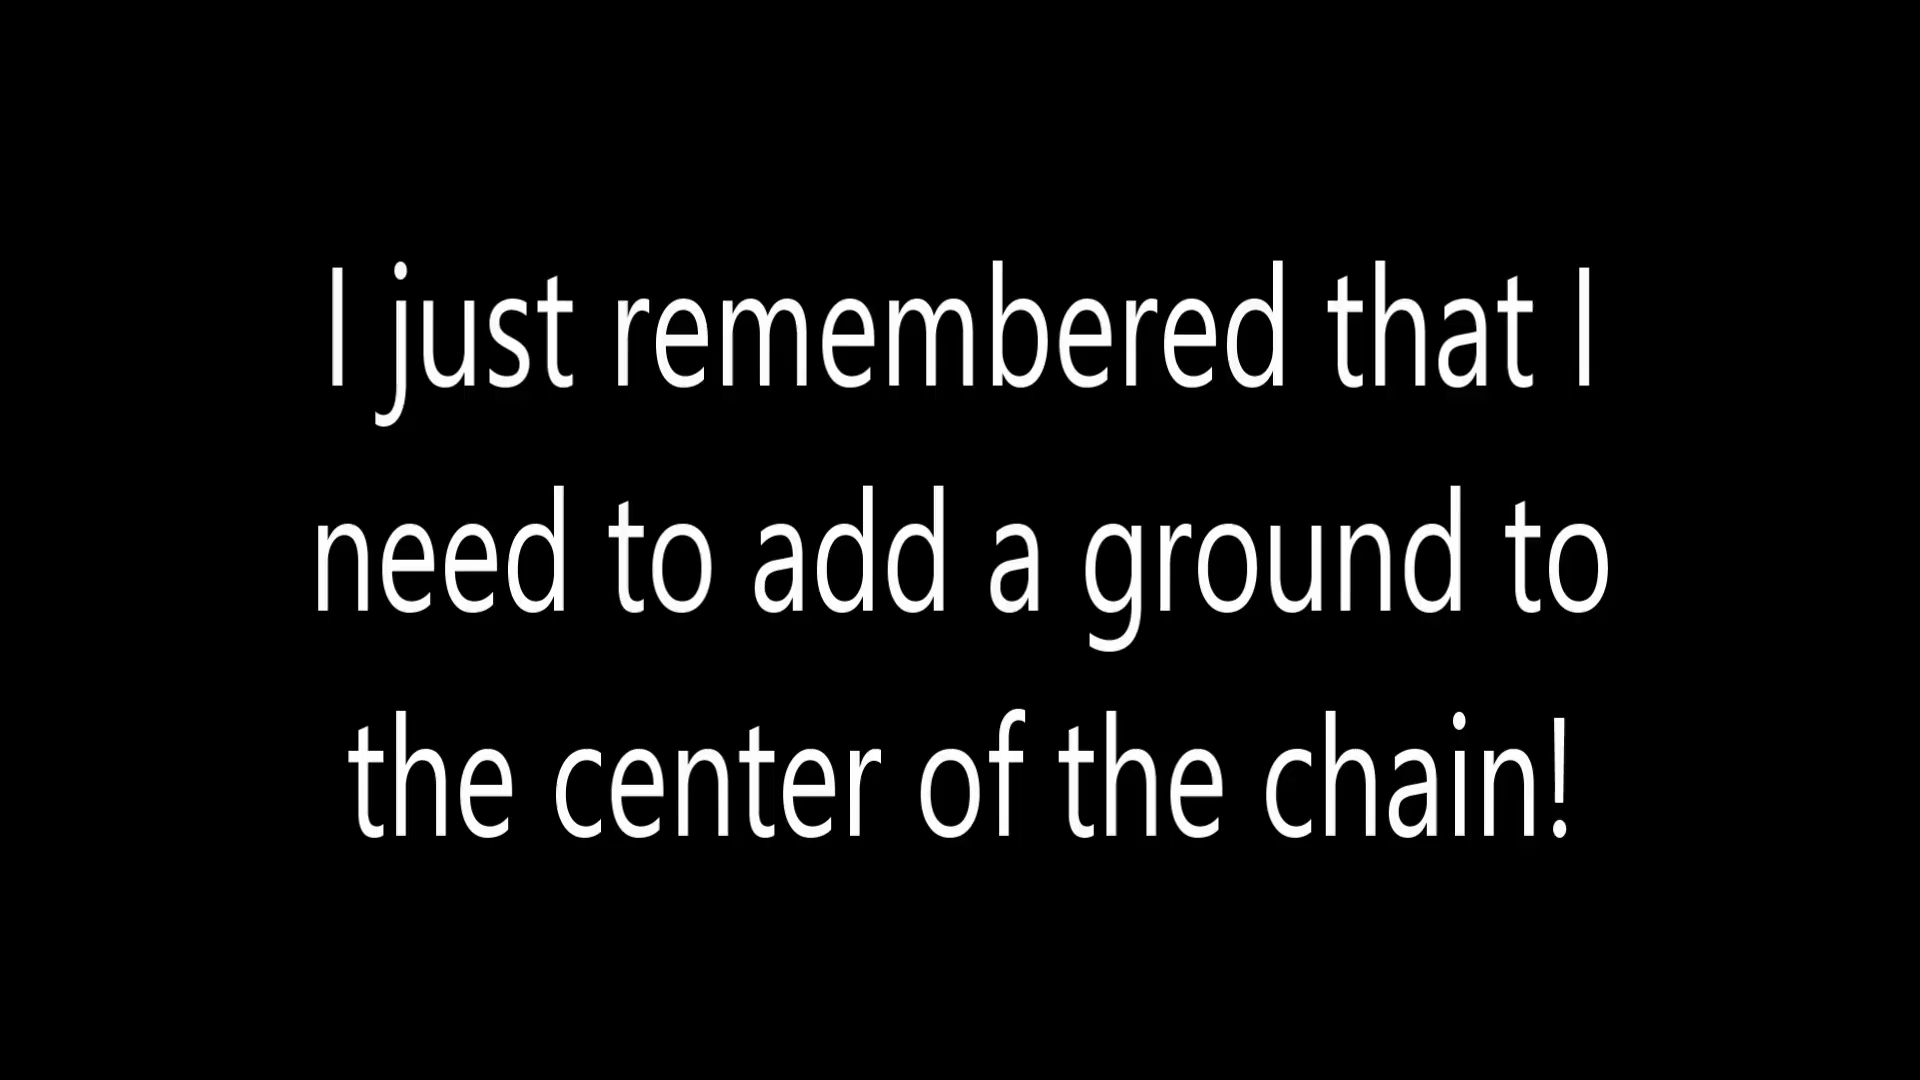 I just remembered that I
need to add a ground to
the center of the chain!